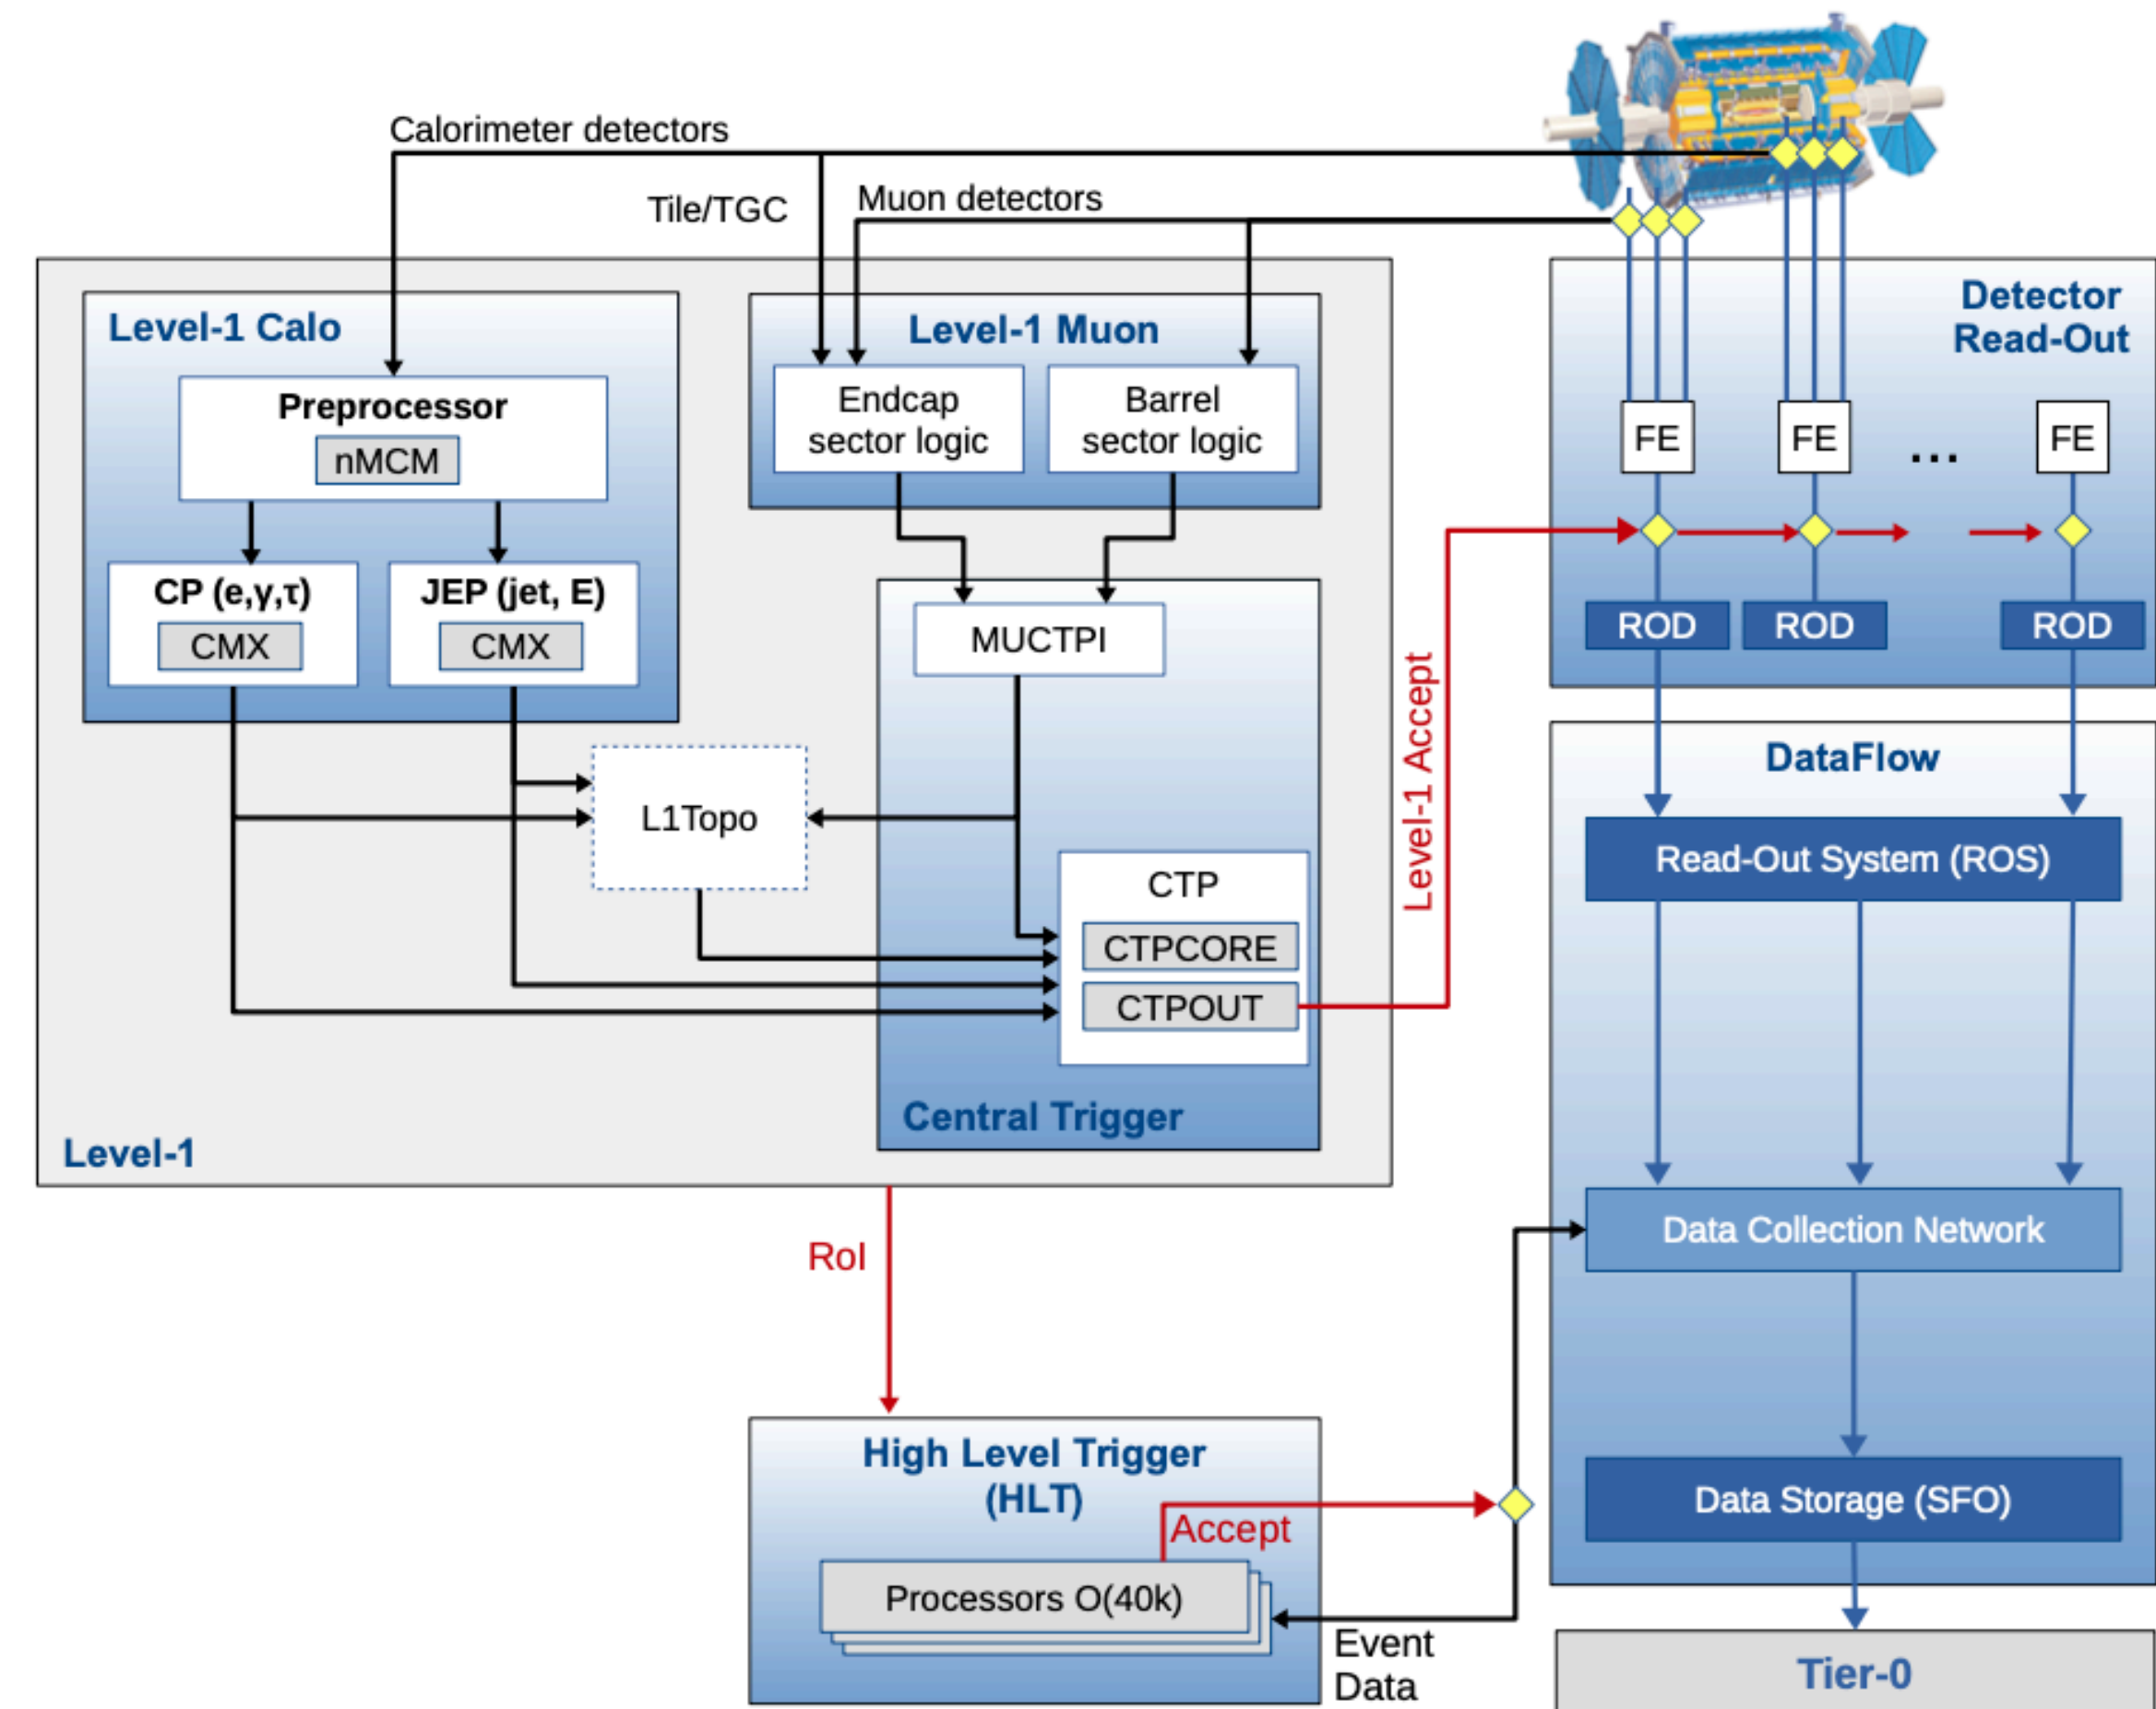 Calorimeter detectors
Tile/TGC
Muon detectors
Level-1 Calo
Preprocessor
nMCM
CP (e,γ,τ)
CMX
JEP (jet, E)
CMX
Level-1 Muon
Endcap
sector logic
Barrel
sector logic
MUCTPI
L1Topo
CTP
CTPCORE
CTPOUT
Central Trigger
Level-1
Level-1 Accept
Detector
Read-Out
FE
FE
...
FE
ROD
ROD
ROD
DataFlow
Read-Out System (ROS)
Data Collection Network
Data Storage (SFO)
Tier-0
RoI
High Level Trigger
(HLT)
Accept
Processors O(40k)
Event
Data